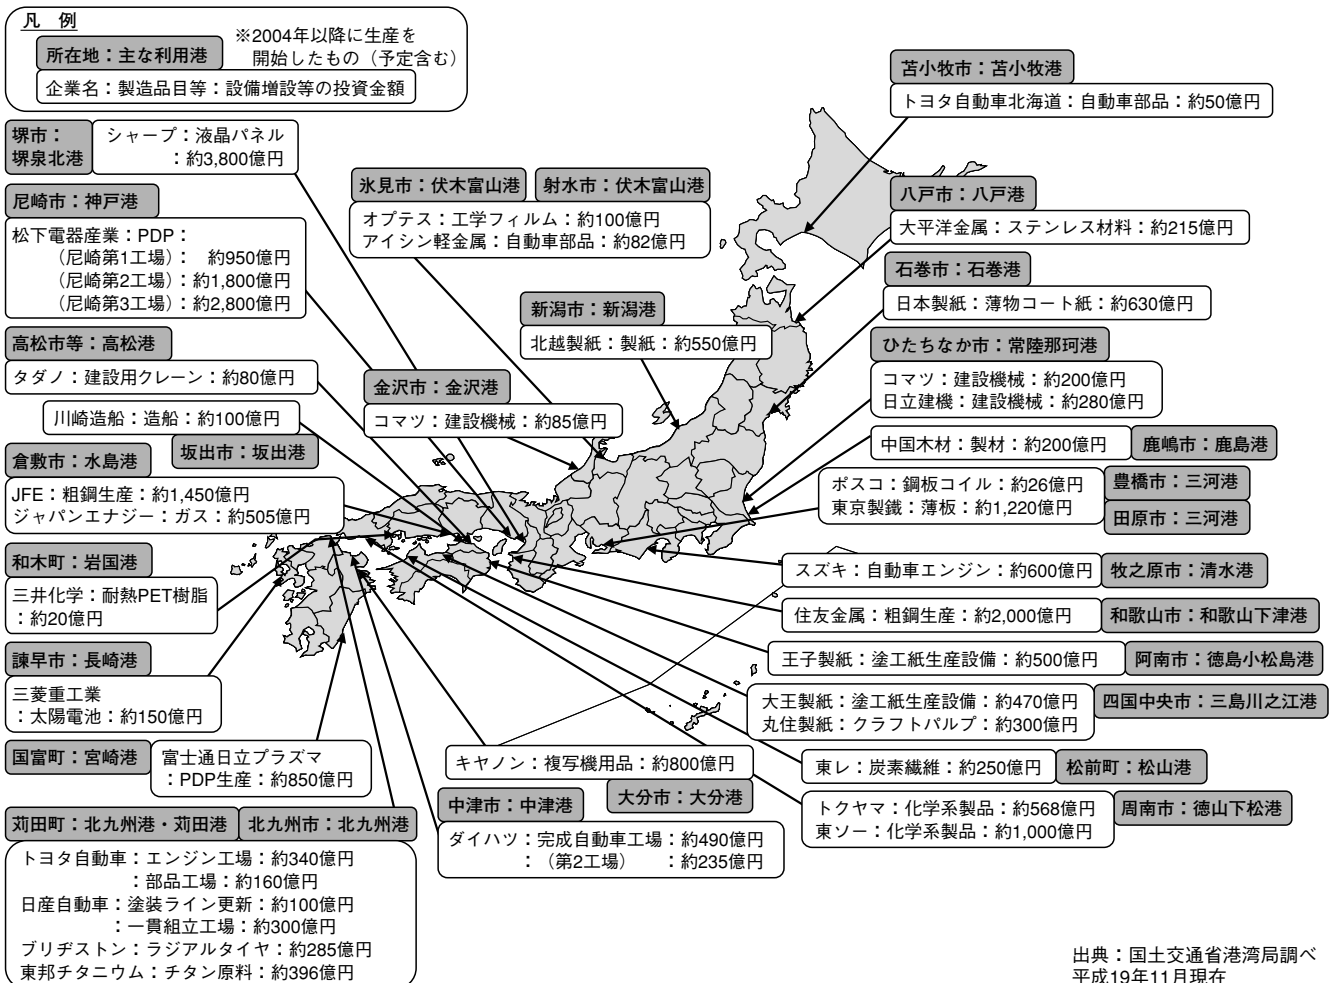 凡　例
所在地：主な利用港
※2004年以降に生産を
開始したもの（予定含む）
企業名：製造品目等：設備増設等の投資金額
堺市：
堺泉北港
シャープ：液晶パネル
：約3,800億円
尼崎市：神戸港
松下電器産業：PDP：
（尼崎第1工場）：　約950億円
（尼崎第2工場）：約1,800億円
（尼崎第3工場）：約2,800億円
高松市等：高松港
タダノ：建設用クレーン：約80億円
川崎造船：造船：約100億円
坂出市：坂出港
倉敷市：水島港
JFE：粗鋼生産：約1,450億円
ジャパンエナジー：ガス：約505億円
和木町：岩国港
三井化学：耐熱PET樹脂
：約20億円
諫早市：長崎港
三菱重工業
：太陽電池：約150億円
国富町：宮崎港
富士通日立プラズマ
：PDP生産：約850億円
苅田町：北九州港・苅田港
北九州市：北九州港
トヨタ自動車：エンジン工場：約340億円
：部品工場：約160億円
日産自動車：塗装ライン更新：約100億円
：一貫組立工場：約300億円
ブリヂストン：ラジアルタイヤ：約285億円
東邦チタニウム：チタン原料：約396億円
氷見市：伏木富山港
射水市：伏木富山港
オプテス：工学フィルム：約100億円
アイシン軽金属：自動車部品：約82億円
新潟市：新潟港
北越製紙：製紙：約550億円
金沢市：金沢港
コマツ：建設機械：約85億円
苫小牧市：苫小牧港
トヨタ自動車北海道：自動車部品：約50億円
八戸市：八戸港
大平洋金属：ステンレス材料：約215億円
石巻市：石巻港
日本製紙：薄物コート紙：約630億円
ひたちなか市：常陸那珂港
コマツ：建設機械：約200億円
日立建機：建設機械：約280億円
中国木材：製材：約200億円
鹿嶋市：鹿島港
ポスコ：鋼板コイル：約26億円
東京製鐵：薄板：約1,220億円
豊橋市：三河港
田原市：三河港
スズキ：自動車エンジン：約600億円
牧之原市：清水港
住友金属：粗鋼生産：約2,000億円
和歌山市：和歌山下津港
王子製紙：塗工紙生産設備：約500億円
阿南市：徳島小松島港
大王製紙：塗工紙生産設備：約470億円
丸住製紙：クラフトパルプ：約300億円
四国中央市：三島川之江港
東レ：炭素繊維：約250億円
松前町：松山港
トクヤマ：化学系製品：約568億円
東ソー：化学系製品：約1,000億円
周南市：徳山下松港
キヤノン：複写機用品：約800億円
大分市：大分港
中津市：中津港
ダイハツ：完成自動車工場：約490億円
：（第2工場）　：約235億円
出典：国土交通省港湾局調べ
平成19年11月現在